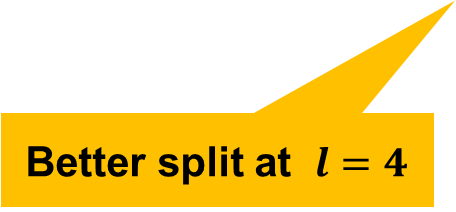 Better split at l = 4